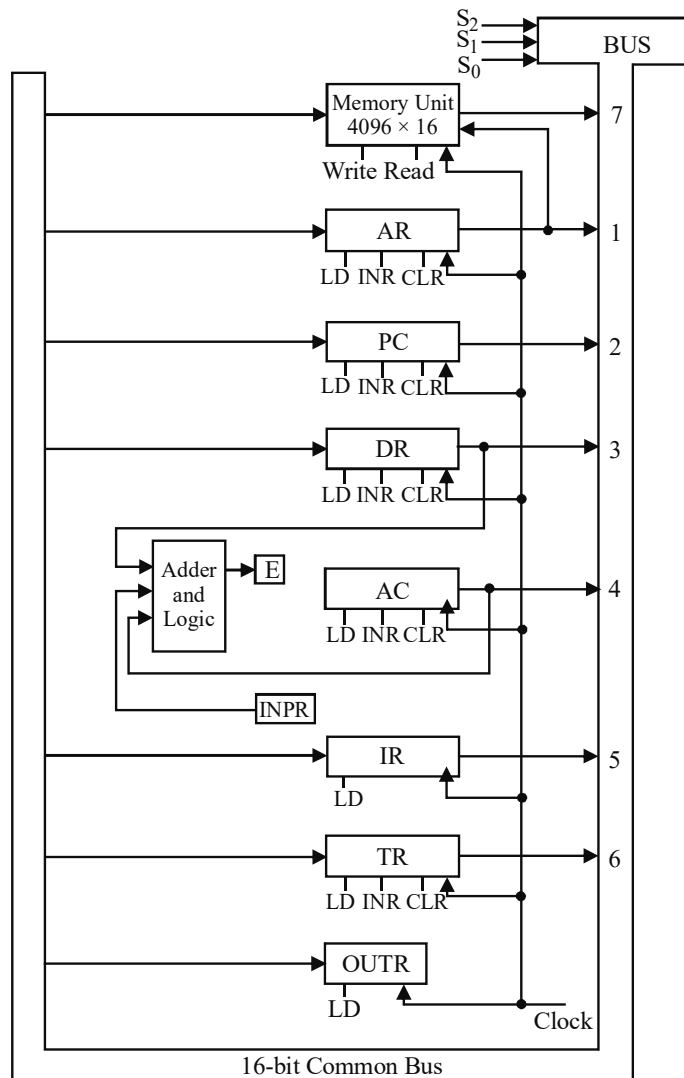 S2
S1
S0
BUS
Memory Unit
4096 × 16
7
Write Read
AR
1
LD INR CLR
PC
2
LD INR CLR
DR
3
LD INR CLR
Adder
and
Logic
E
AC
4
LD INR CLR
INPR
IR
5
LD
TR
6
LD INR CLR
OUTR
LD
Clock
16-bit Common Bus